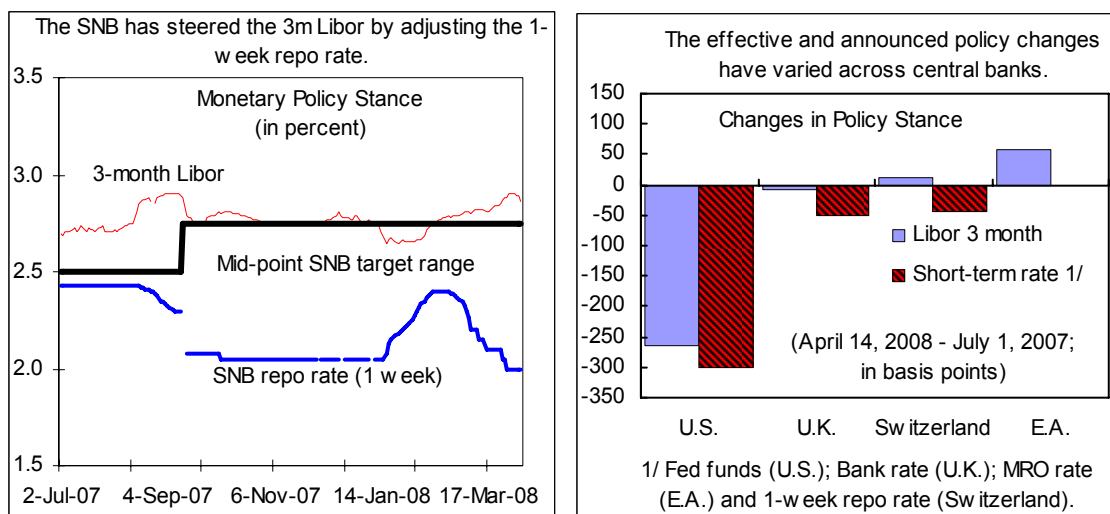 The SNB has steered the 3m Libor by adjusting the 1-
week repo rate.
3.5
3.0
2.5
2.0
1.5
Monetary Policy Stance
(in percent)
3-month Libor
Mid-point SNB target range
SNB repo rate (1 week)
2-Jul-07 4-Sep-07 6-Nov-07 14-Jan-08 17-Mar-08
The effective and announced policy changes
have varied across central banks.
150
100
50
0
-50
-100
-150
-200
-250
-300
-350
Changes in Policy Stance
Libor 3 month
Short-term rate 1/
(April 14, 2008 - July 1, 2007;
in basis points)
U.S. U.K. Switzerland E.A.
1/ Fed funds (U.S.); Bank rate (U.K.); MRO rate
(E.A.) and 1-week repo rate (Switzerland).